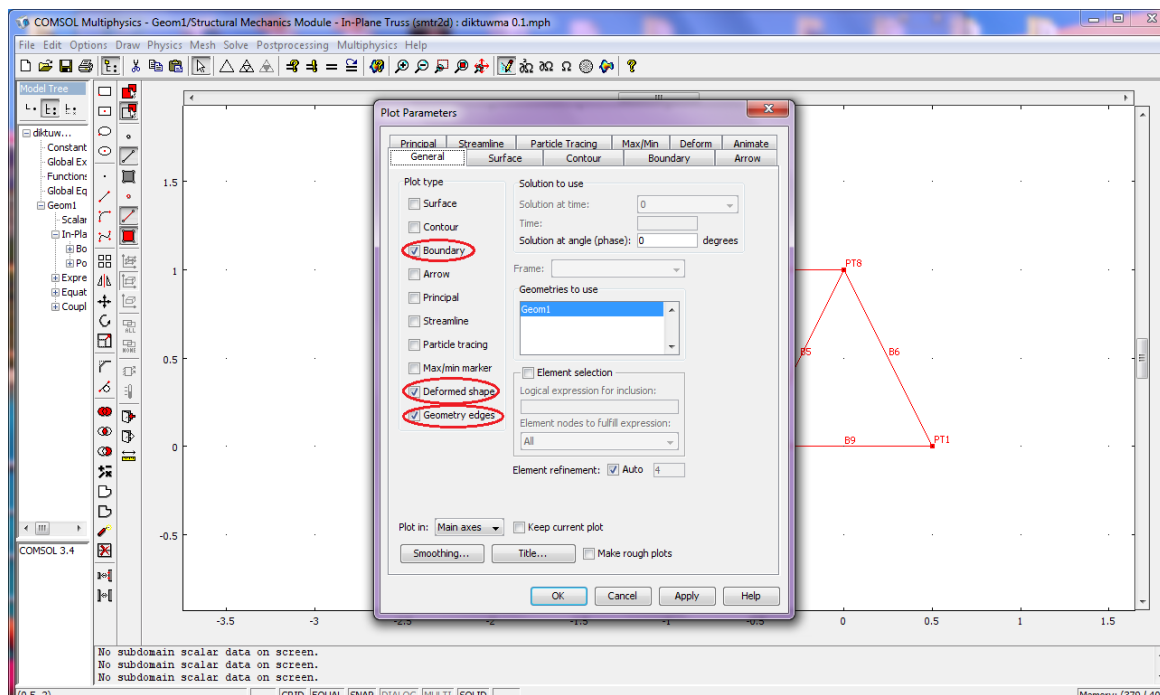 COMSOL Multiphysics - Geom1/Structural Mechanics Module - In-Plane Truss (smtr2d) : diktuwma 0.1.mph
File Edit Options Draw Physics Mesh Solve Postprocessing Multiphysics Help
Model Tree
diktuw...
Constant
Global Ex
Functions
Global Eq
Geom1
Scalar
In-Pla
Bo
Po
Expre
Equat
Coupl
COMSOL 3.4
ALL
HOME
1.5
1
0.5
0
-0.5
-3.5 -3 -2.5 -2 -1.5 -1 -0.5 0 0.5 1 1.5
PT8
B5
B6
B9
PT1
Plot Parameters
Principal Streamline Particle Tracing Max/Min Deform Animate
General Surface Contour Boundary Arrow
Plot type
Surface
Contour
Boundary
Arrow
Principal
Streamline
Particle tracing
Max/min marker
Deformed shape
Geometry edges
Solution to use
Solution at time: 0
Time:
Solution at angle (phase): 0 degrees
Frame:
Geometries to use
Geom1
Element selection
Logical expression for inclusion:
Element nodes to fulfill expression:
All
Element refinement: Auto 4
Plot in: Main axes Keep current plot
Smoothing... Title... Make rough plots
OK Cancel Apply Help
No subdomain scalar data on screen.
No subdomain scalar data on screen.
No subdomain scalar data on screen.
GRID EQUAL SNAP DIALOG MULTI SOLID